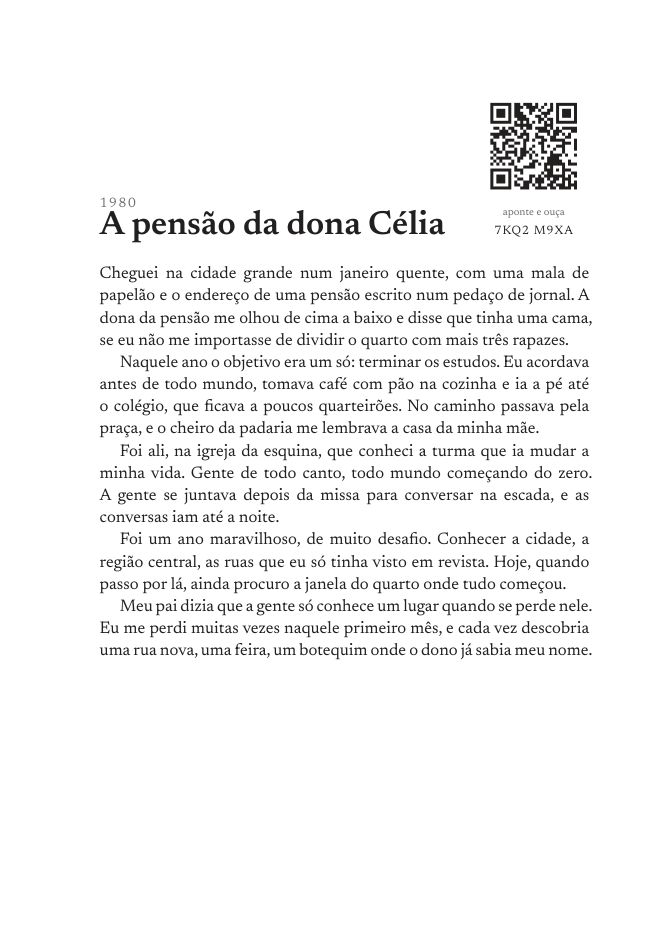 aponte e ouça
7KQ2 M9XA
1980
A pensão da dona Célia
Cheguei na cidade grande num janeiro quente, com uma mala de
papelão e o endereço de uma pensão escrito num pedaço de jornal. A
dona da pensão me olhou de cima a baixo e disse que tinha uma cama,
se eu não me importasse de dividir o quarto com mais três rapazes.
Naquele ano o objetivo era um só: terminar os estudos. Eu acordava
antes de todo mundo, tomava café com pão na cozinha e ia a pé até
o colégio, que ficava a poucos quarteirões. No caminho passava pela
praça, e o cheiro da padaria me lembrava a casa da minha mãe.
Foi ali, na igreja da esquina, que conheci a turma que ia mudar a
minha vida. Gente de todo canto, todo mundo começando do zero.
A gente se juntava depois da missa para conversar na escada, e as
conversas iam até a noite.
Foi um ano maravilhoso, de muito desafio. Conhecer a cidade, a
região central, as ruas que eu só tinha visto em revista. Hoje, quando
passo por lá, ainda procuro a janela do quarto onde tudo começou.
Meu pai dizia que a gente só conhece um lugar quando se perde nele.
Eu me perdi muitas vezes naquele primeiro mês, e cada vez descobria
uma rua nova, uma feira, um botequim onde o dono já sabia meu nome.